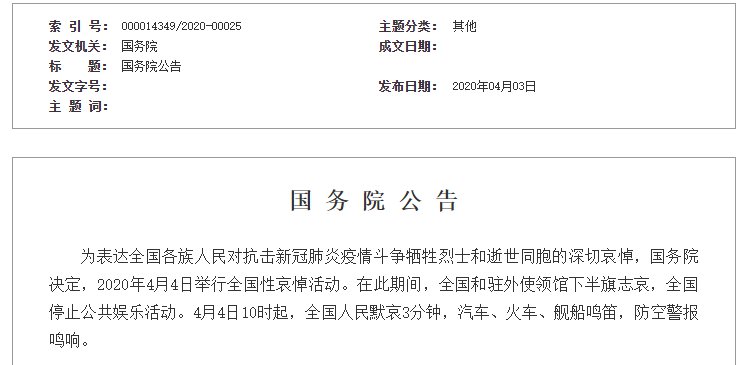 索 引 号： 000014349/2020-00025 主题分类： 其他
发文机关： 国务院 成文日期：
标　　题： 国务院公告
发文字号： 发布日期： 2020年04月03日
主 题 词：
国 务 院 公 告
为表达全国各族人民对抗击新冠肺炎疫情斗争牺牲烈士和逝世同胞的深切哀悼，国务院
决定，2020年4月4日举行全国性哀悼活动。在此期间，全国和驻外使领馆下半旗志哀，全国
停止公共娱乐活动。4月4日10时起，全国人民默哀3分钟，汽车、火车、舰船鸣笛，防空警报
鸣响。